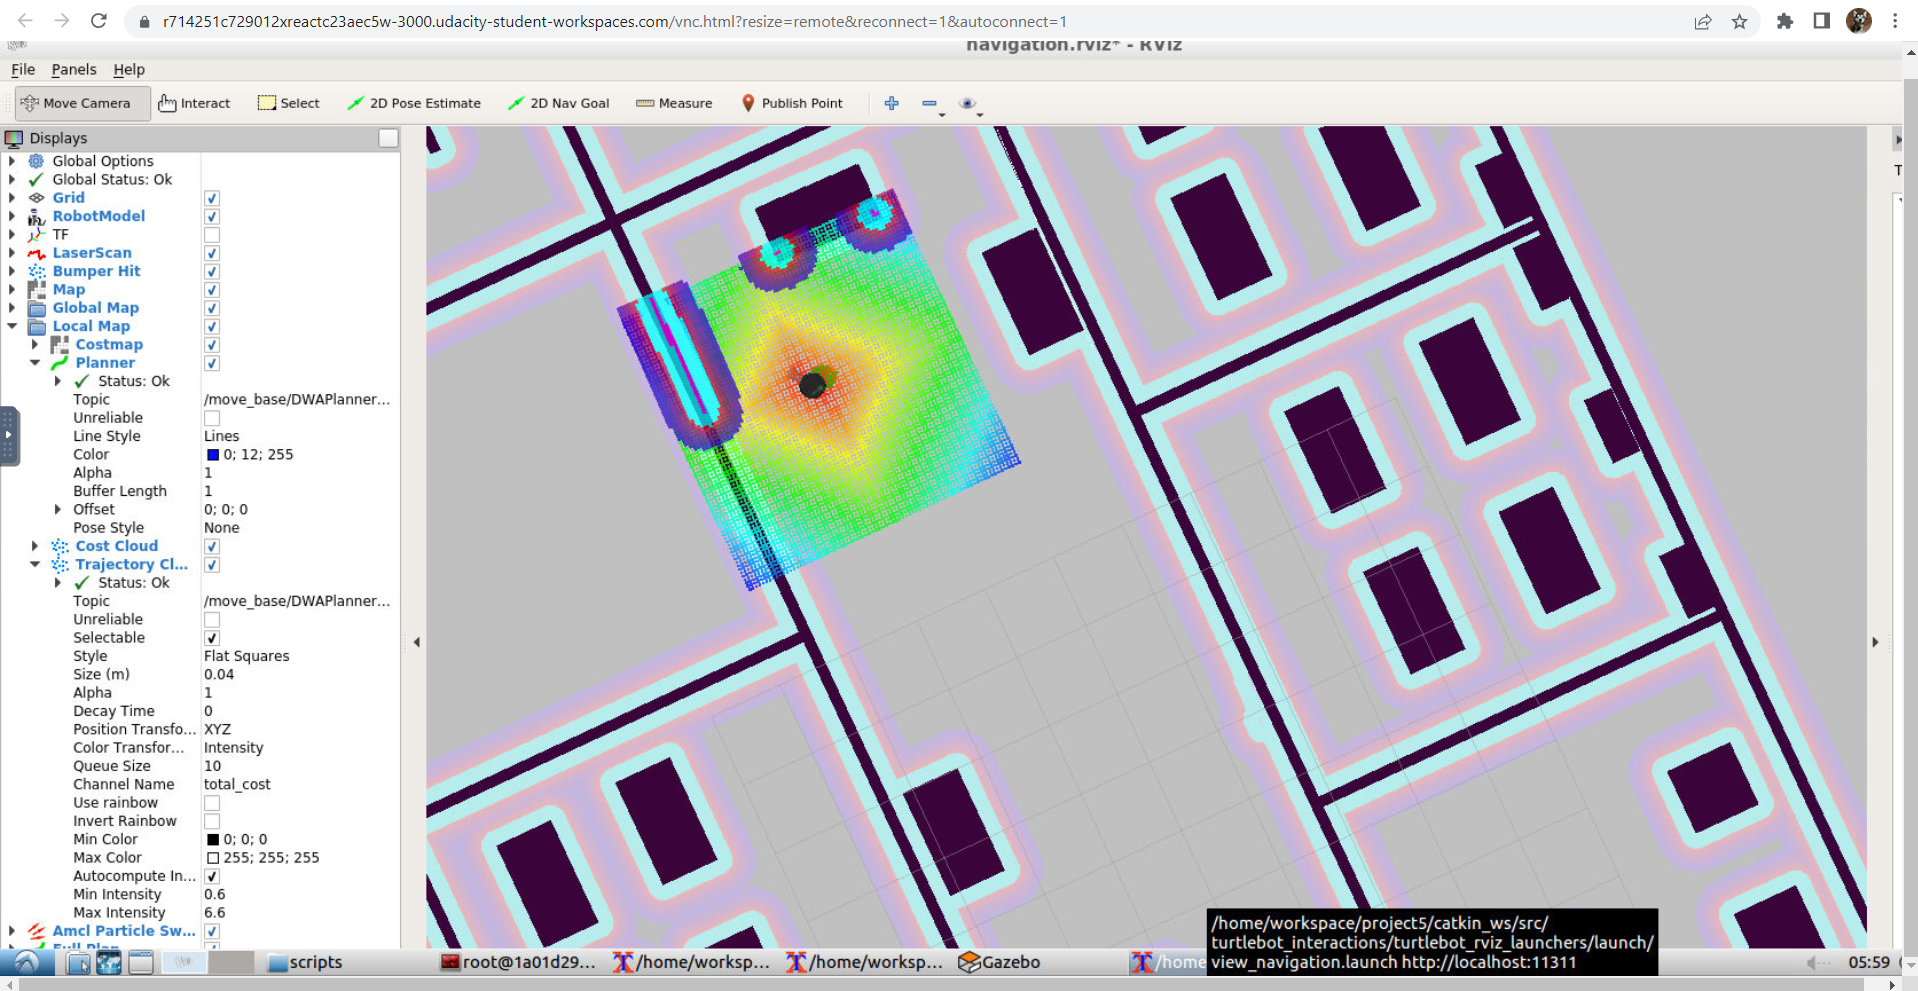 r714251c729012xreactc23aec5w-3000.udacity-student-workspaces.com/vnc.html?resize=remote&reconnect=1&autoconnect=1
navigation.rviz* - RViz
File Panels Help
Move Camera Interact Select 2D Pose Estimate 2D Nav Goal Measure Publish Point
Displays
Global Options
Global Status: Ok
Grid
RobotModel
TF
LaserScan
Bumper Hit
Map
Global Map
Local Map
Costmap
Planner
Status: Ok
Topic /move_base/DWAPlanner...
Unreliable
Line Style Lines
Color 0; 12; 255
Alpha 1
Buffer Length 1
Offset 0; 0; 0
Pose Style None
Cost Cloud
Trajectory Cl...
Status: Ok
Topic /move_base/DWAPlanner...
Unreliable
Selectable
Style Flat Squares
Size (m) 0.04
Alpha 1
Decay Time 0
Position Transfo... XYZ
Color Transfor... Intensity
Queue Size 10
Channel Name total_cost
Use rainbow
Invert Rainbow
Min Color 0; 0; 0
Max Color 255; 255; 255
Autocompute In...
Min Intensity 0.6
Max Intensity 6.6
Amcl Particle Sw...
Full Plan
/home/workspace/project5/catkin_ws/src/
turtlebot_interactions/turtlebot_rviz_launchers/launch/
view_navigation.launch http://localhost:11311
scripts root@1a01d29... /home/worksp... /home/worksp... Gazebo /home 05:59